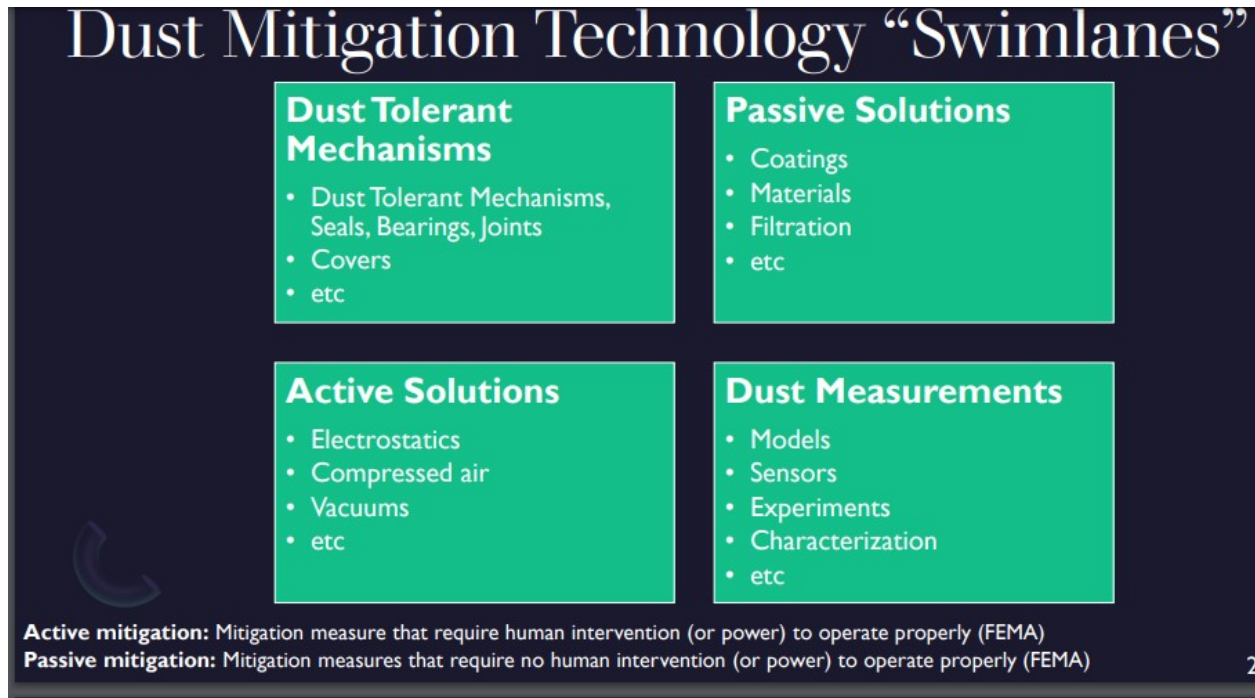 Dust Mitigation Technology “Swimlanes”
Dust Tolerant
Mechanisms
• Dust Tolerant Mechanisms,
Seals, Bearings, Joints
• Covers
• etc
Passive Solutions
• Coatings
• Materials
• Filtration
• etc
Active Solutions
• Electrostatics
• Compressed air
• Vacuums
• etc
Dust Measurements
• Models
• Sensors
• Experiments
• Characterization
• etc
Active mitigation: Mitigation measure that require human intervention (or power) to operate properly (FEMA)
Passive mitigation: Mitigation measures that require no human intervention (or power) to operate properly (FEMA)
2